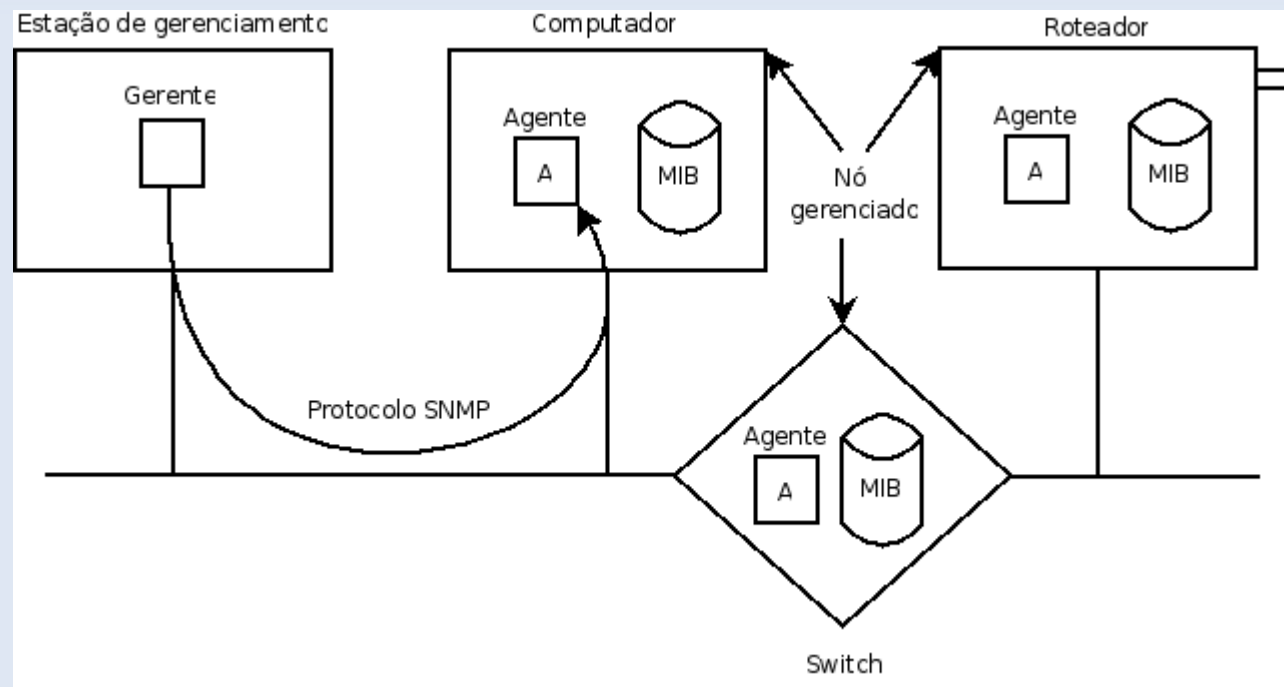 Estação de gerenciamento
Computador
Roteador
Gerente
Agente
A
MIB
Nó
gerenciado
Agente
A
MIB
Protocolo SNMP
Agente
A
MIB
Switch